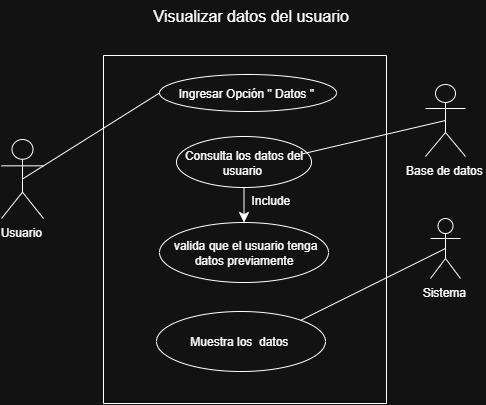 Visualizar datos del usuario
Ingresar Opción " Datos "
Consulta los datos del
usuario
Base de datos
Include
Usuario
valida que el usuario tenga
datos previamente
Sistema
Muestra los datos